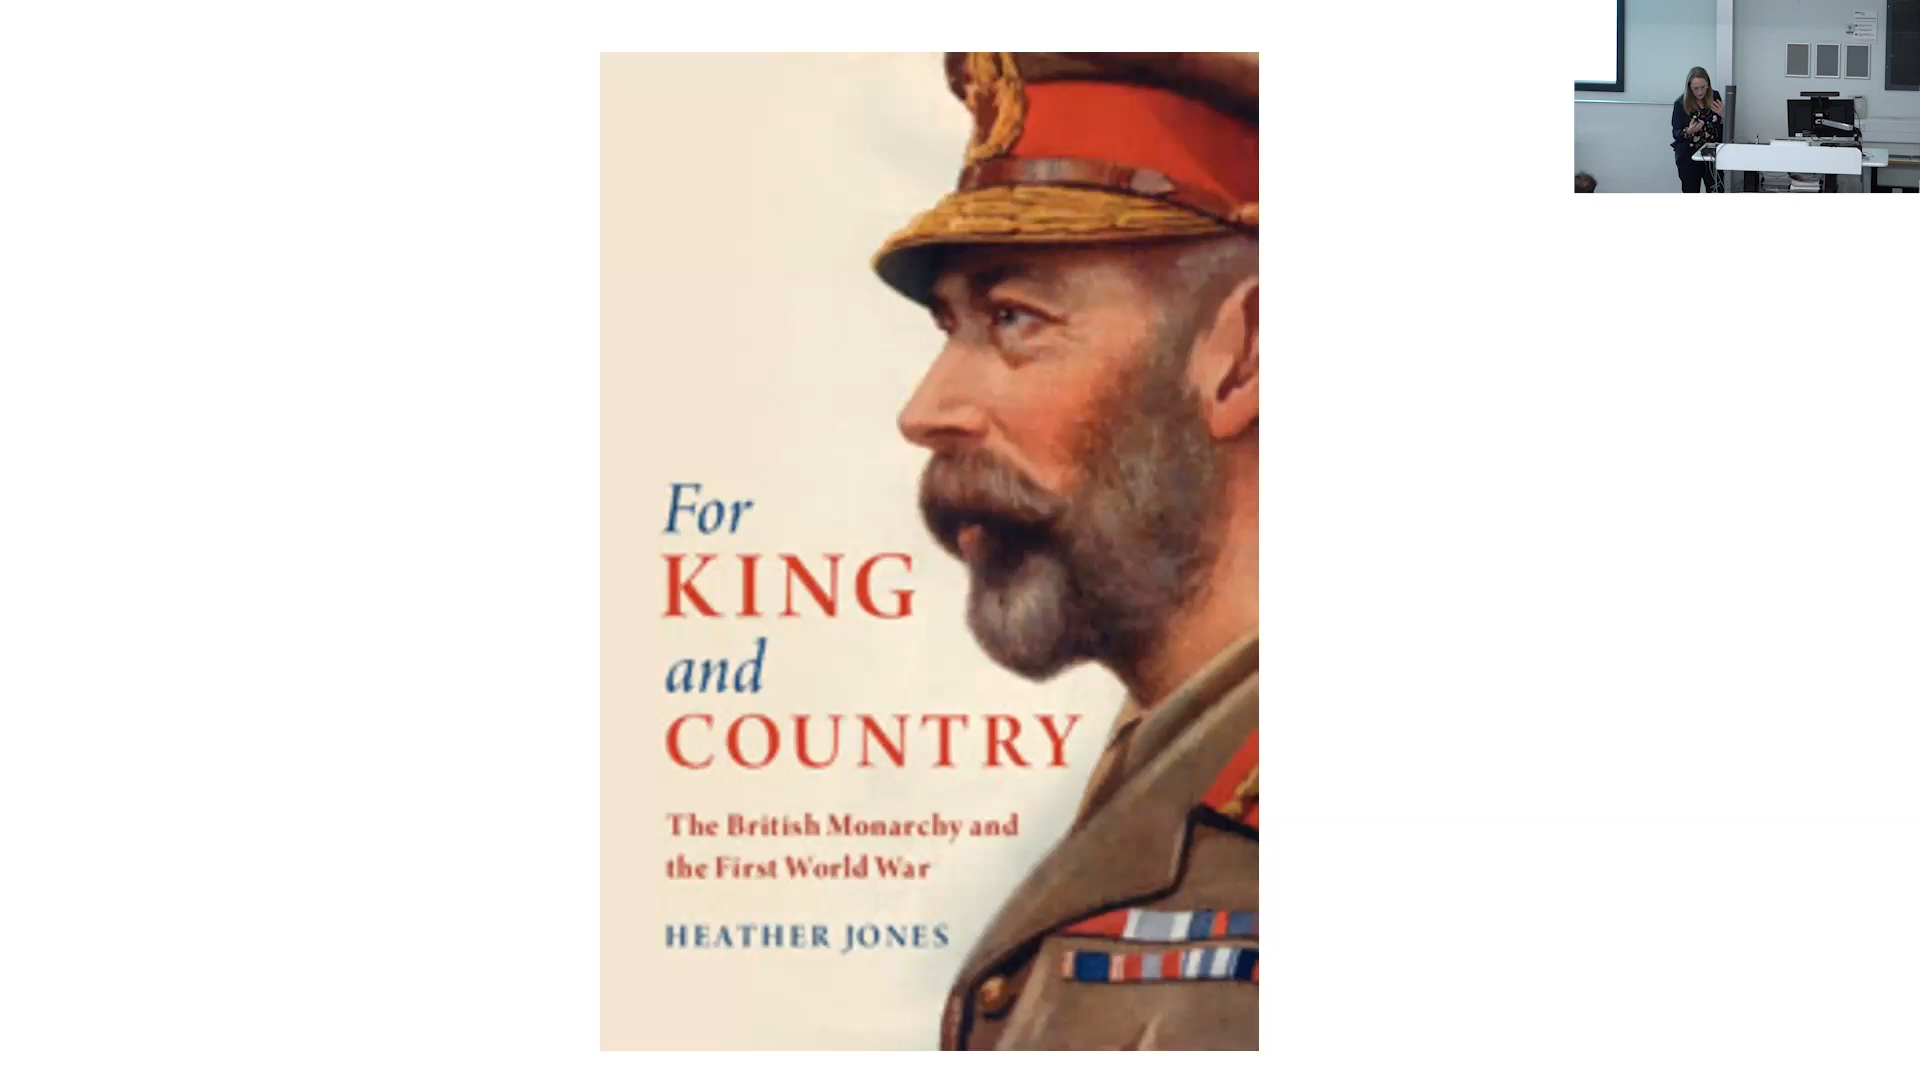 For
KING
and
COUNTRY
The British Monarchy and
the First World War
HEATHER JONES